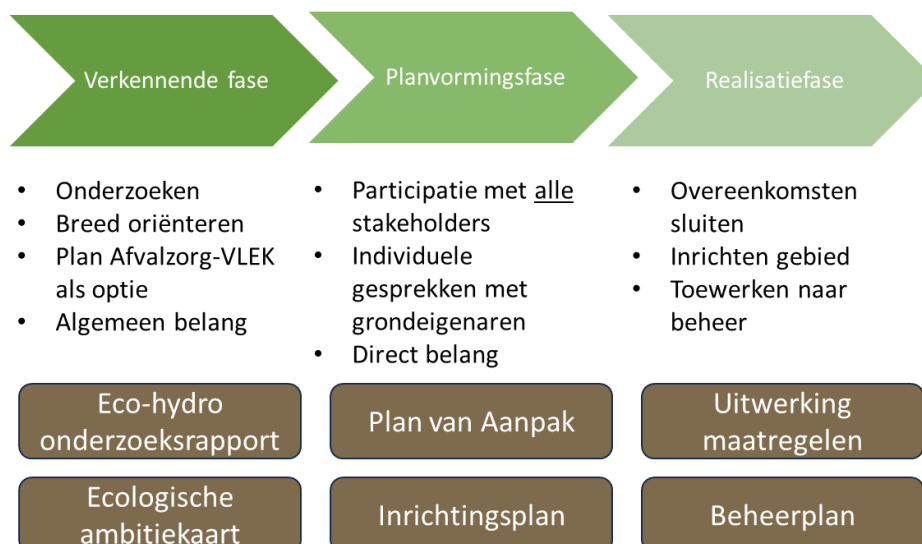 Verkennende fase
Planvormingsfase
Realisatiefase
• Onderzoeken
• Breed oriënteren
• Plan Afvalzorg-VLEK
als optie
• Algemeen belang
• Participatie met alle
stakeholders
• Individuele
gesprekken met
grondeigenaren
• Direct belang
• Overeenkomsten
sluiten
• Inrichten gebied
• Toewerken naar
beheer
Eco-hydro
onderzoeksrapport
Plan van Aanpak
Uitwerking
maatregelen
Ecologische
ambitiekaart
Inrichtingsplan
Beheerplan